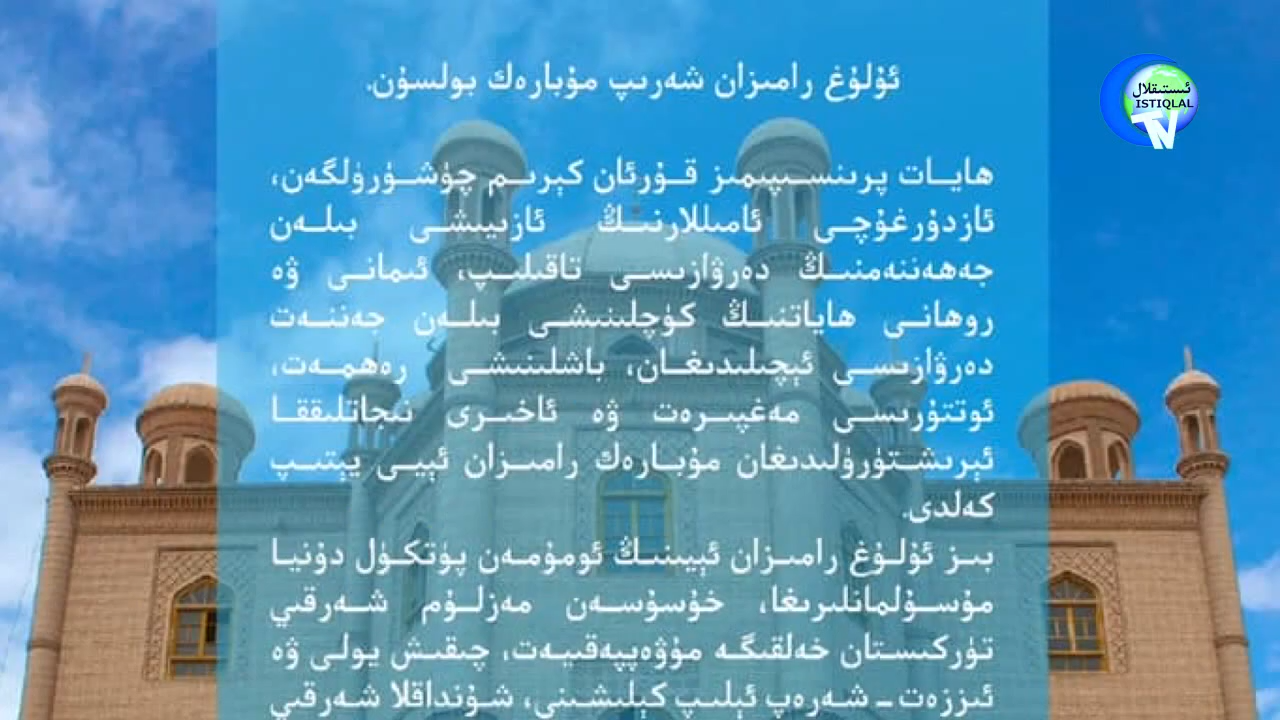 ئۇلۇغ رامىزان شەرىپ مۇبارەك بولسۇن.
ئىستىقلال
ISTIQLAL
TV
ھايات پرىنسىپىمىز قۇرئان كېرىم چۈشۈرۈلگەن،
ئازدۇرغۇچى ئامىللارنىڭ ئازىيىشى بىلەن
جەھەننەمنىڭ دەرۋازىسى تاقىلىپ، ئىمانى ۋە
روھانى ھاياتنىڭ كۈچلىنىشى بىلەن جەننەت
دەرۋازىسى ئېچىلىدىغان، باشلىنىشى رەھمەت،
ئوتتۇرىسى مەغپىرەت ۋە ئاخىرى نىجاتلىققا
ئېرىشتۈرۈلىدىغان مۇبارەك رامىزان ئېيى يېتىپ
كەلدى.
بىز ئۇلۇغ رامىزان ئېيىنىڭ ئومۇمەن پۈتكۈل دۇنيا
مۇسۇلمانلىرىغا، خۇسۇسەن مەزلۇم شەرقىي
تۈركىستان خەلقىگە مۇۋەپپەقىيەت، چىقىش يولى ۋە
ئىززەت ـ شەرەپ ئېلىپ كېلىشىنى، شۇنداقلا شەرقىي